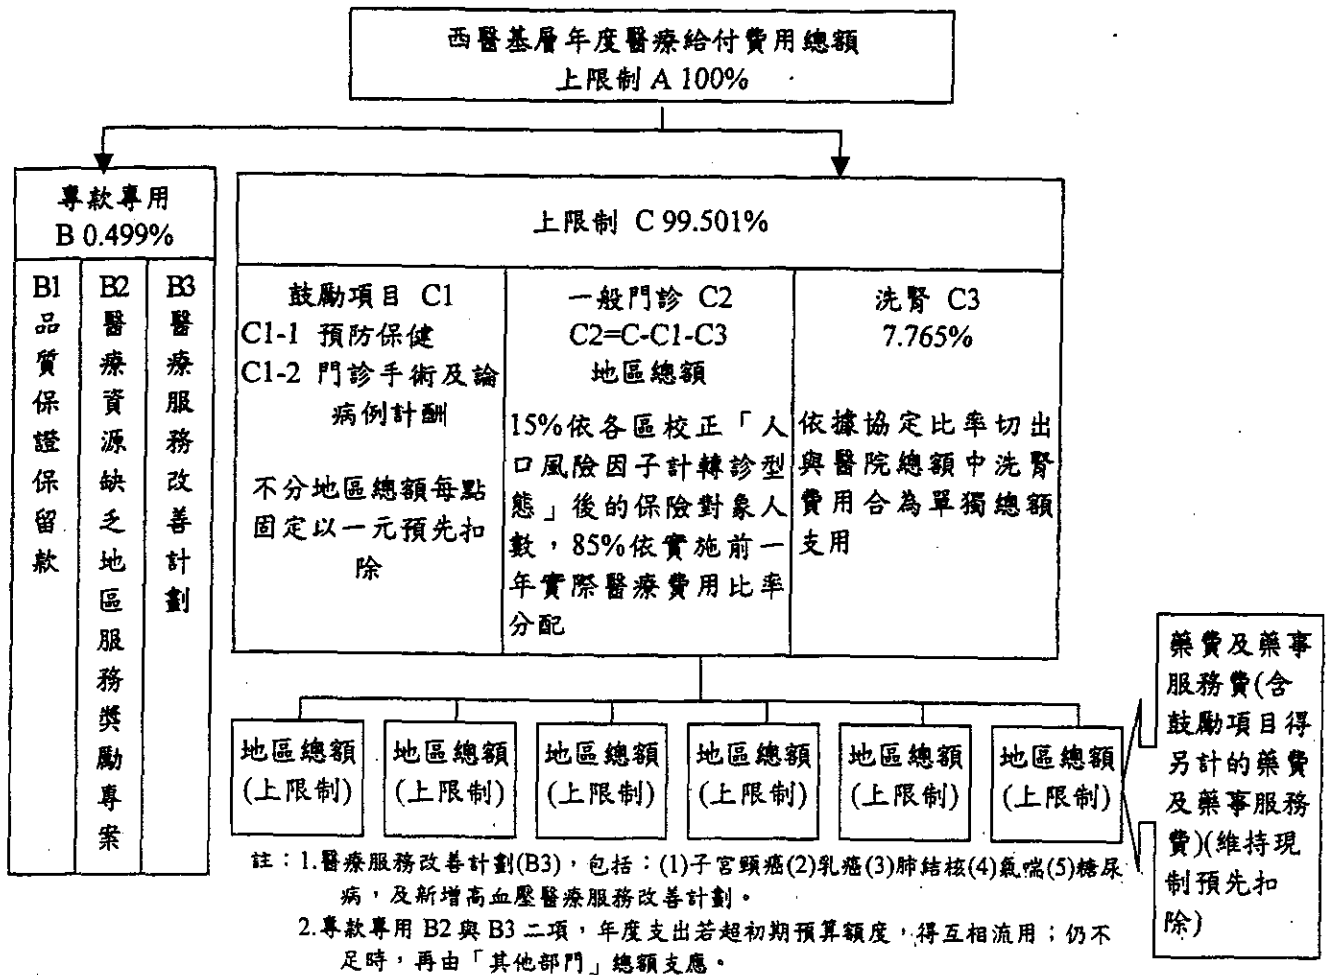 西醫基層年度醫療給付費用總額
上限制 A 100%
專款專用
B 0.499%
B1
品
質
保
證
保
留
款
B2
醫
療
資
源
缺
乏
地
區
服
務
獎
勵
專
案
B3
醫
療
服
務
改
善
計
劃
上限制 C 99.501%
鼓勵項目 C1
C1-1 預防保健
C1-2 門診手術及論
病例計酬
不分地區總額每點
固定以一元預先扣
除
一般門診 C2
C2=C-C1-C3
地區總額
15%依各區校正「人
口風險因子計轉診型
態」後的保險對象人
數，85%依實施前一
年實際醫療費用比率
分配
洗腎 C3
7.765%
依據協定比率切出
與醫院總額中洗腎
費用合為單獨總額
支用
地區總額
(上限制)
地區總額
(上限制)
地區總額
(上限制)
地區總額
(上限制)
地區總額
(上限制)
地區總額
(上限制)
藥費及藥事
服務費(含
鼓勵項目得
另計的藥費
及藥事服務
費)(維持現
制預先扣
除)
註：1.醫療服務改善計劃(B3)，包括：(1)子宮頸癌(2)乳癌(3)肺結核(4)氣喘(5)糖尿
病，及新增高血壓醫療服務改善計劃。
2.專款專用 B2 與 B3 二項，年度支出若超初期預算額度，得互相流用；仍不
足時，再由「其他部門」總額支應。